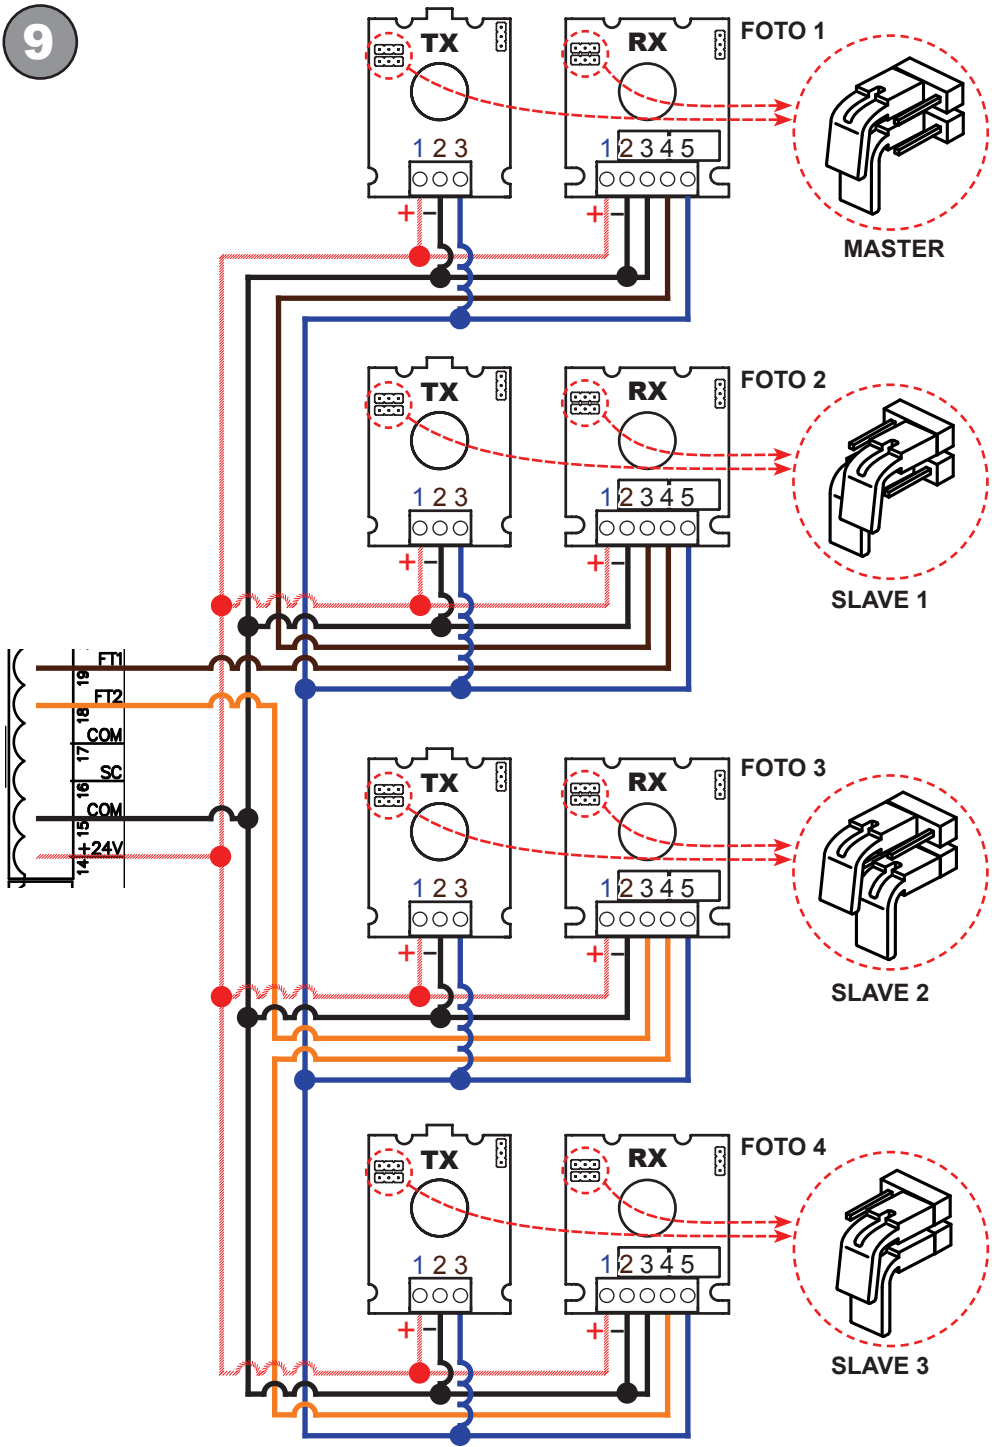 9
TX
RX
FOTO 1
1 2 3
1 2 3 4 5
+ −
+ −
MASTER
TX
RX
FOTO 2
1 2 3
1 2 3 4 5
+ −
+ −
SLAVE 1
FT1
19
FT2
18
COM
17
SC
16
COM
15
+24V
14
TX
RX
FOTO 3
1 2 3
1 2 3 4 5
+ −
+ −
SLAVE 2
TX
RX
FOTO 4
1 2 3
1 2 3 4 5
+ −
+ −
SLAVE 3